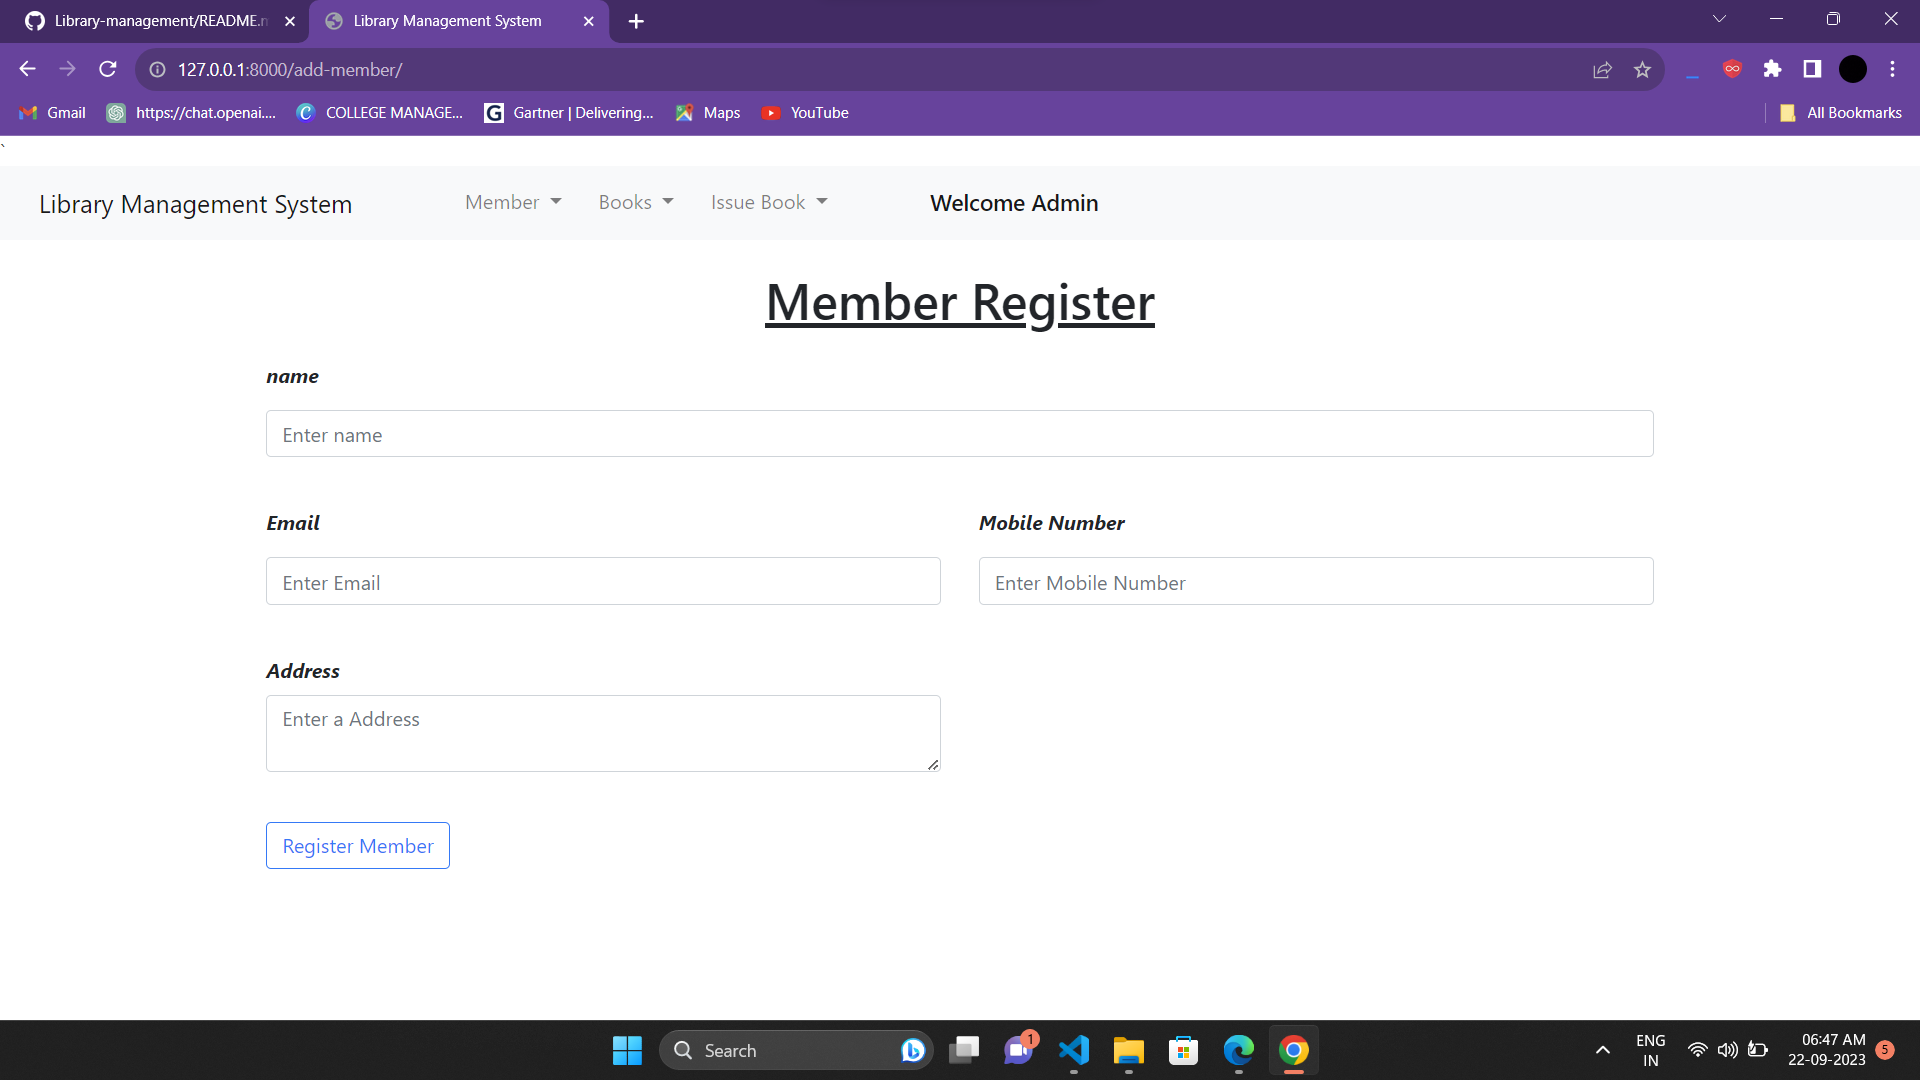 Library-management/README.m
Library Management System
127.0.0.1:8000/add-member/
Gmail
https://chat.openai....
COLLEGE MANAGE...
Gartner | Delivering...
Maps
YouTube
All Bookmarks
`
Library Management System
Member
Books
Issue Book
Welcome Admin
Member Register
name
Enter name
Email
Mobile Number
Enter Email
Enter Mobile Number
Address
Enter a Address
Register Member
Search
1
ENG
IN
06:47 AM
22-09-2023
5